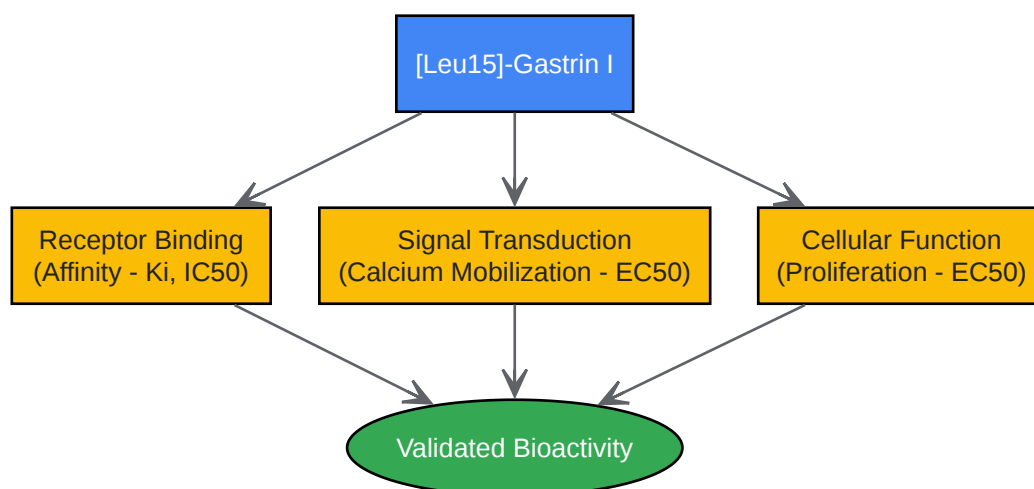 [Leu15]-Gastrin I
Receptor Binding
(Affinity - Ki, IC50)
Signal Transduction
(Calcium Mobilization - EC50)
Cellular Function
(Proliferation - EC50)
Validated Bioactivity